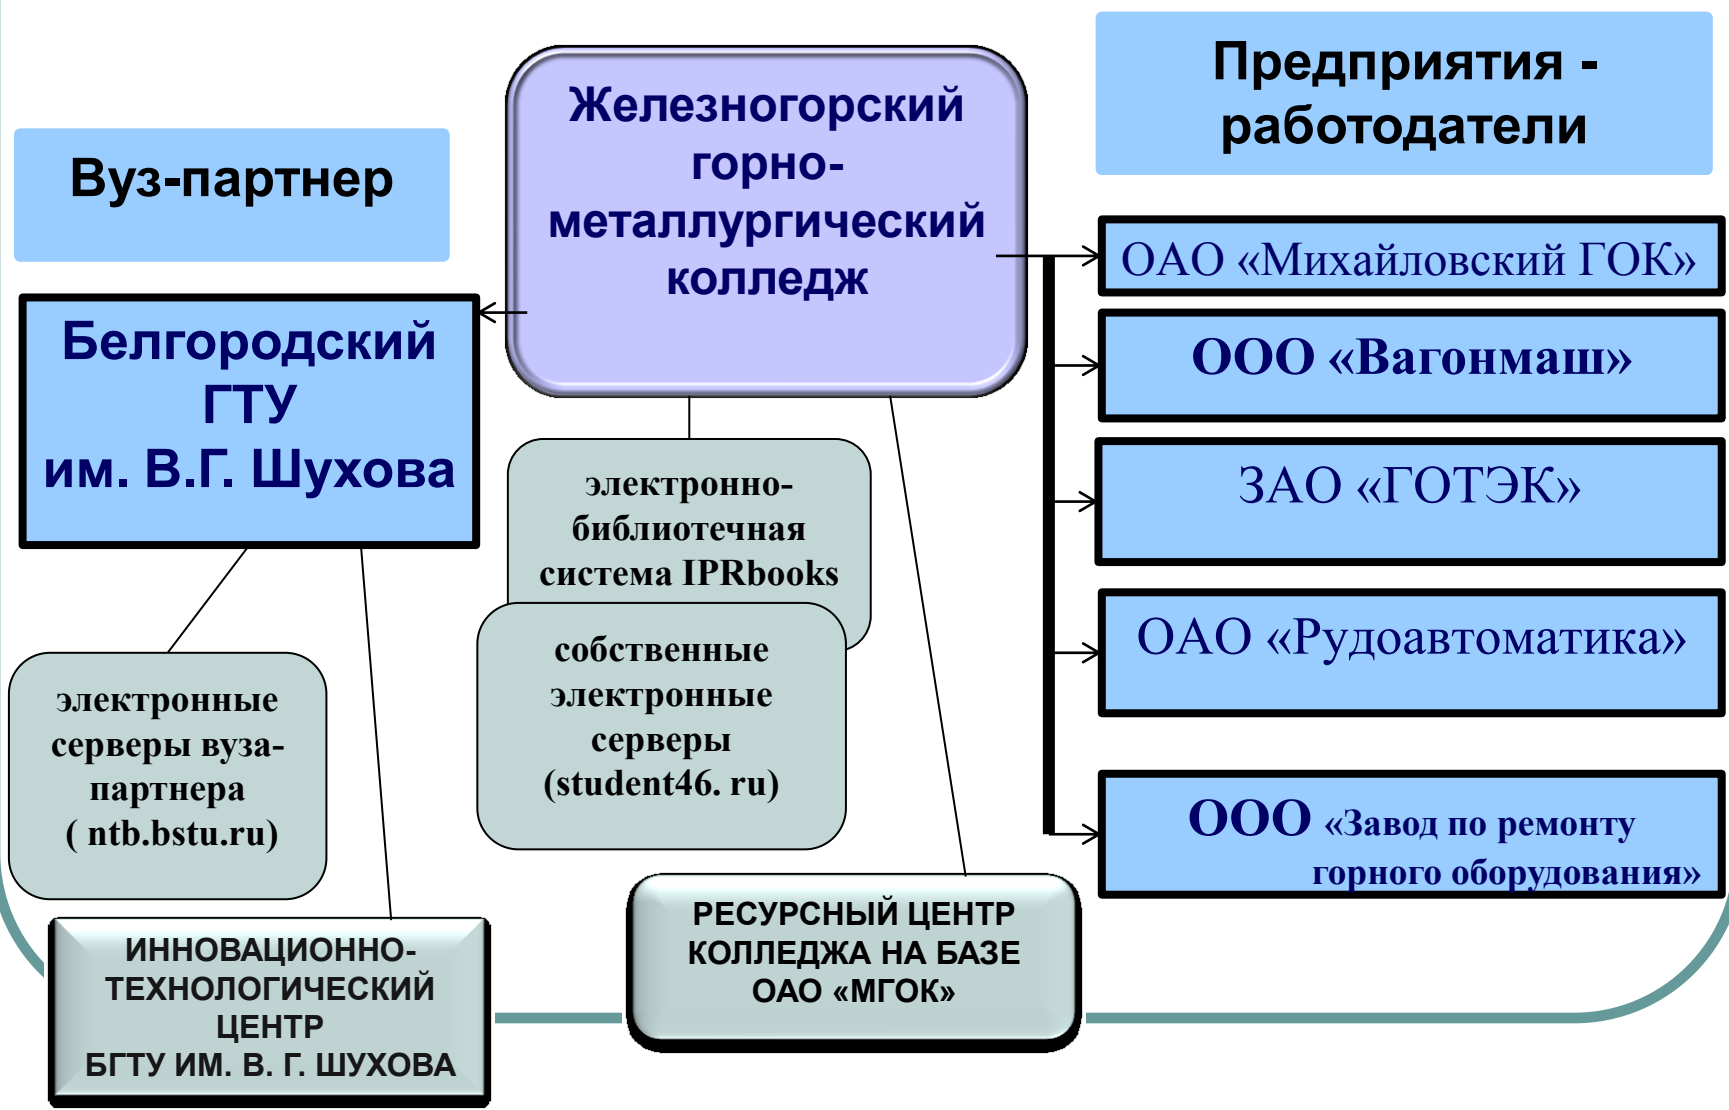 Вуз-партнер
Белгородский
ГТУ
им. В.Г. Шухова
электронные
серверы вуза-
партнера
( ntb.bstu.ru)
ИННОВАЦИОННО-
ТЕХНОЛОГИЧЕСКИЙ
ЦЕНТР
БГТУ ИМ. В. Г. ШУХОВА
Железногорский
горно-
металлургический
колледж
электронно-
библиотечная
система IPRbooks
собственные
электронные
серверы
(student46. ru)
РЕСУРСНЫЙ ЦЕНТР
КОЛЛЕДЖА НА БАЗЕ
ОАО «МГОК»
Предприятия -
работодатели
ОАО «Михайловский ГОК»
ООО «Вагонмаш»
ЗАО «ГОТЭК»
ОАО «Рудоавтоматика»
ООО «Завод по ремонту
горного оборудования»